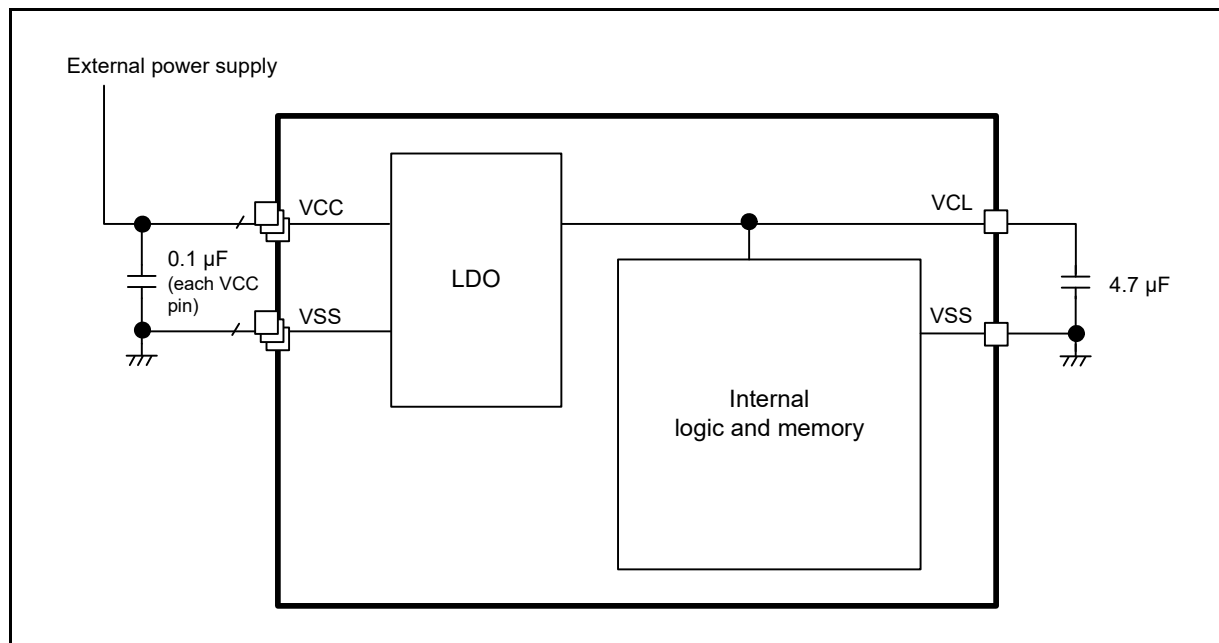 External power supply
VCC
VCL
LDO
0.1 µF
(each VCC
pin)
4.7 µF
VSS
VSS
Internal
logic and memory